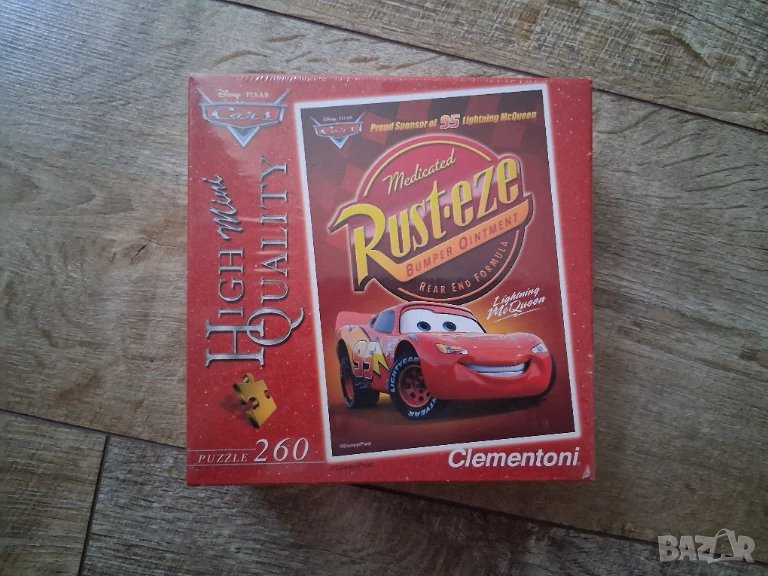 Disney · PIXAR
Cars
HIGH mini
QUALITY
PUZZLE 260
Disney · PIXAR
Cars
Proud Sponsor of 95 Lightning McQueen
Medicated
Rust-eze
BUMPER OINTMENT
REAR END FORMULA
Lightning
McQueen
95
LIGHTYEAR
©Disney/Pixar
Clementoni
BAZAR